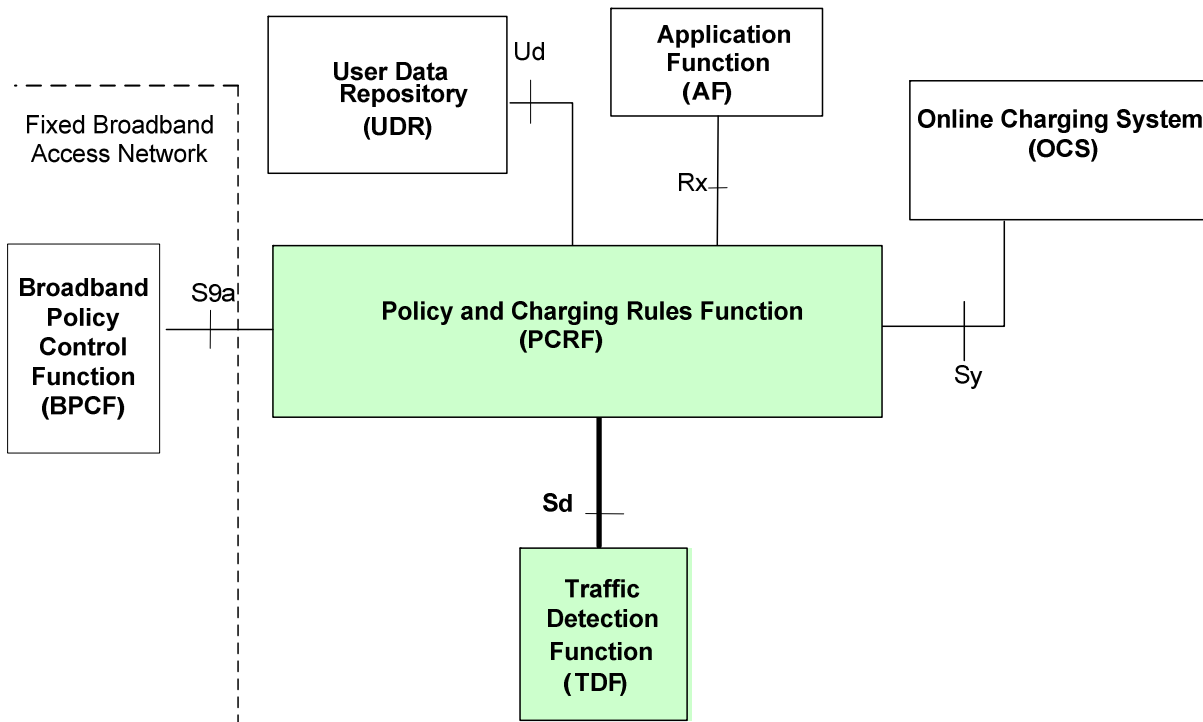 User Data
Repository
(UDR)
Ud
Application
Function
(AF)
Fixed Broadband
Access Network
Online Charging System
(OCS)
Rx
Broadband
Policy
Control
Function
(BPCF)
S9a
Policy and Charging Rules Function
(PCRF)
Sy
Sd
Traffic
Detection
Function
(TDF)